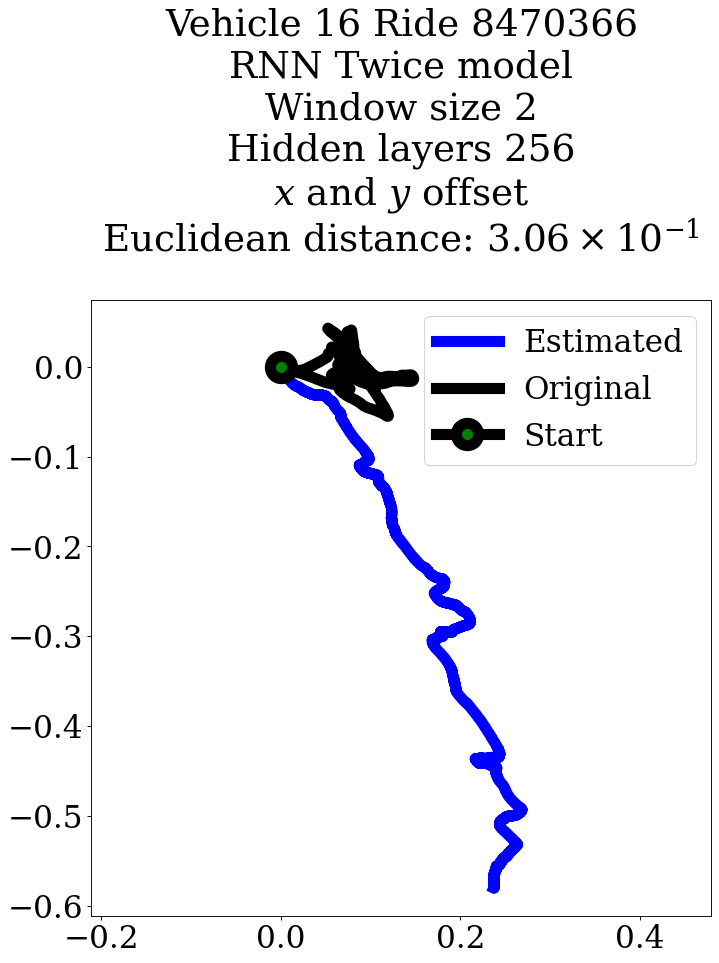 Vehicle 16 Ride 8470366
RNN Twice model
Window size 2
Hidden layers 256
x and y offset
Euclidean distance: 3.06 × 10⁻¹
Estimated
Original
Start
0.0
−0.1
−0.2
−0.3
−0.4
−0.5
−0.6
−0.2 0.0 0.2 0.4